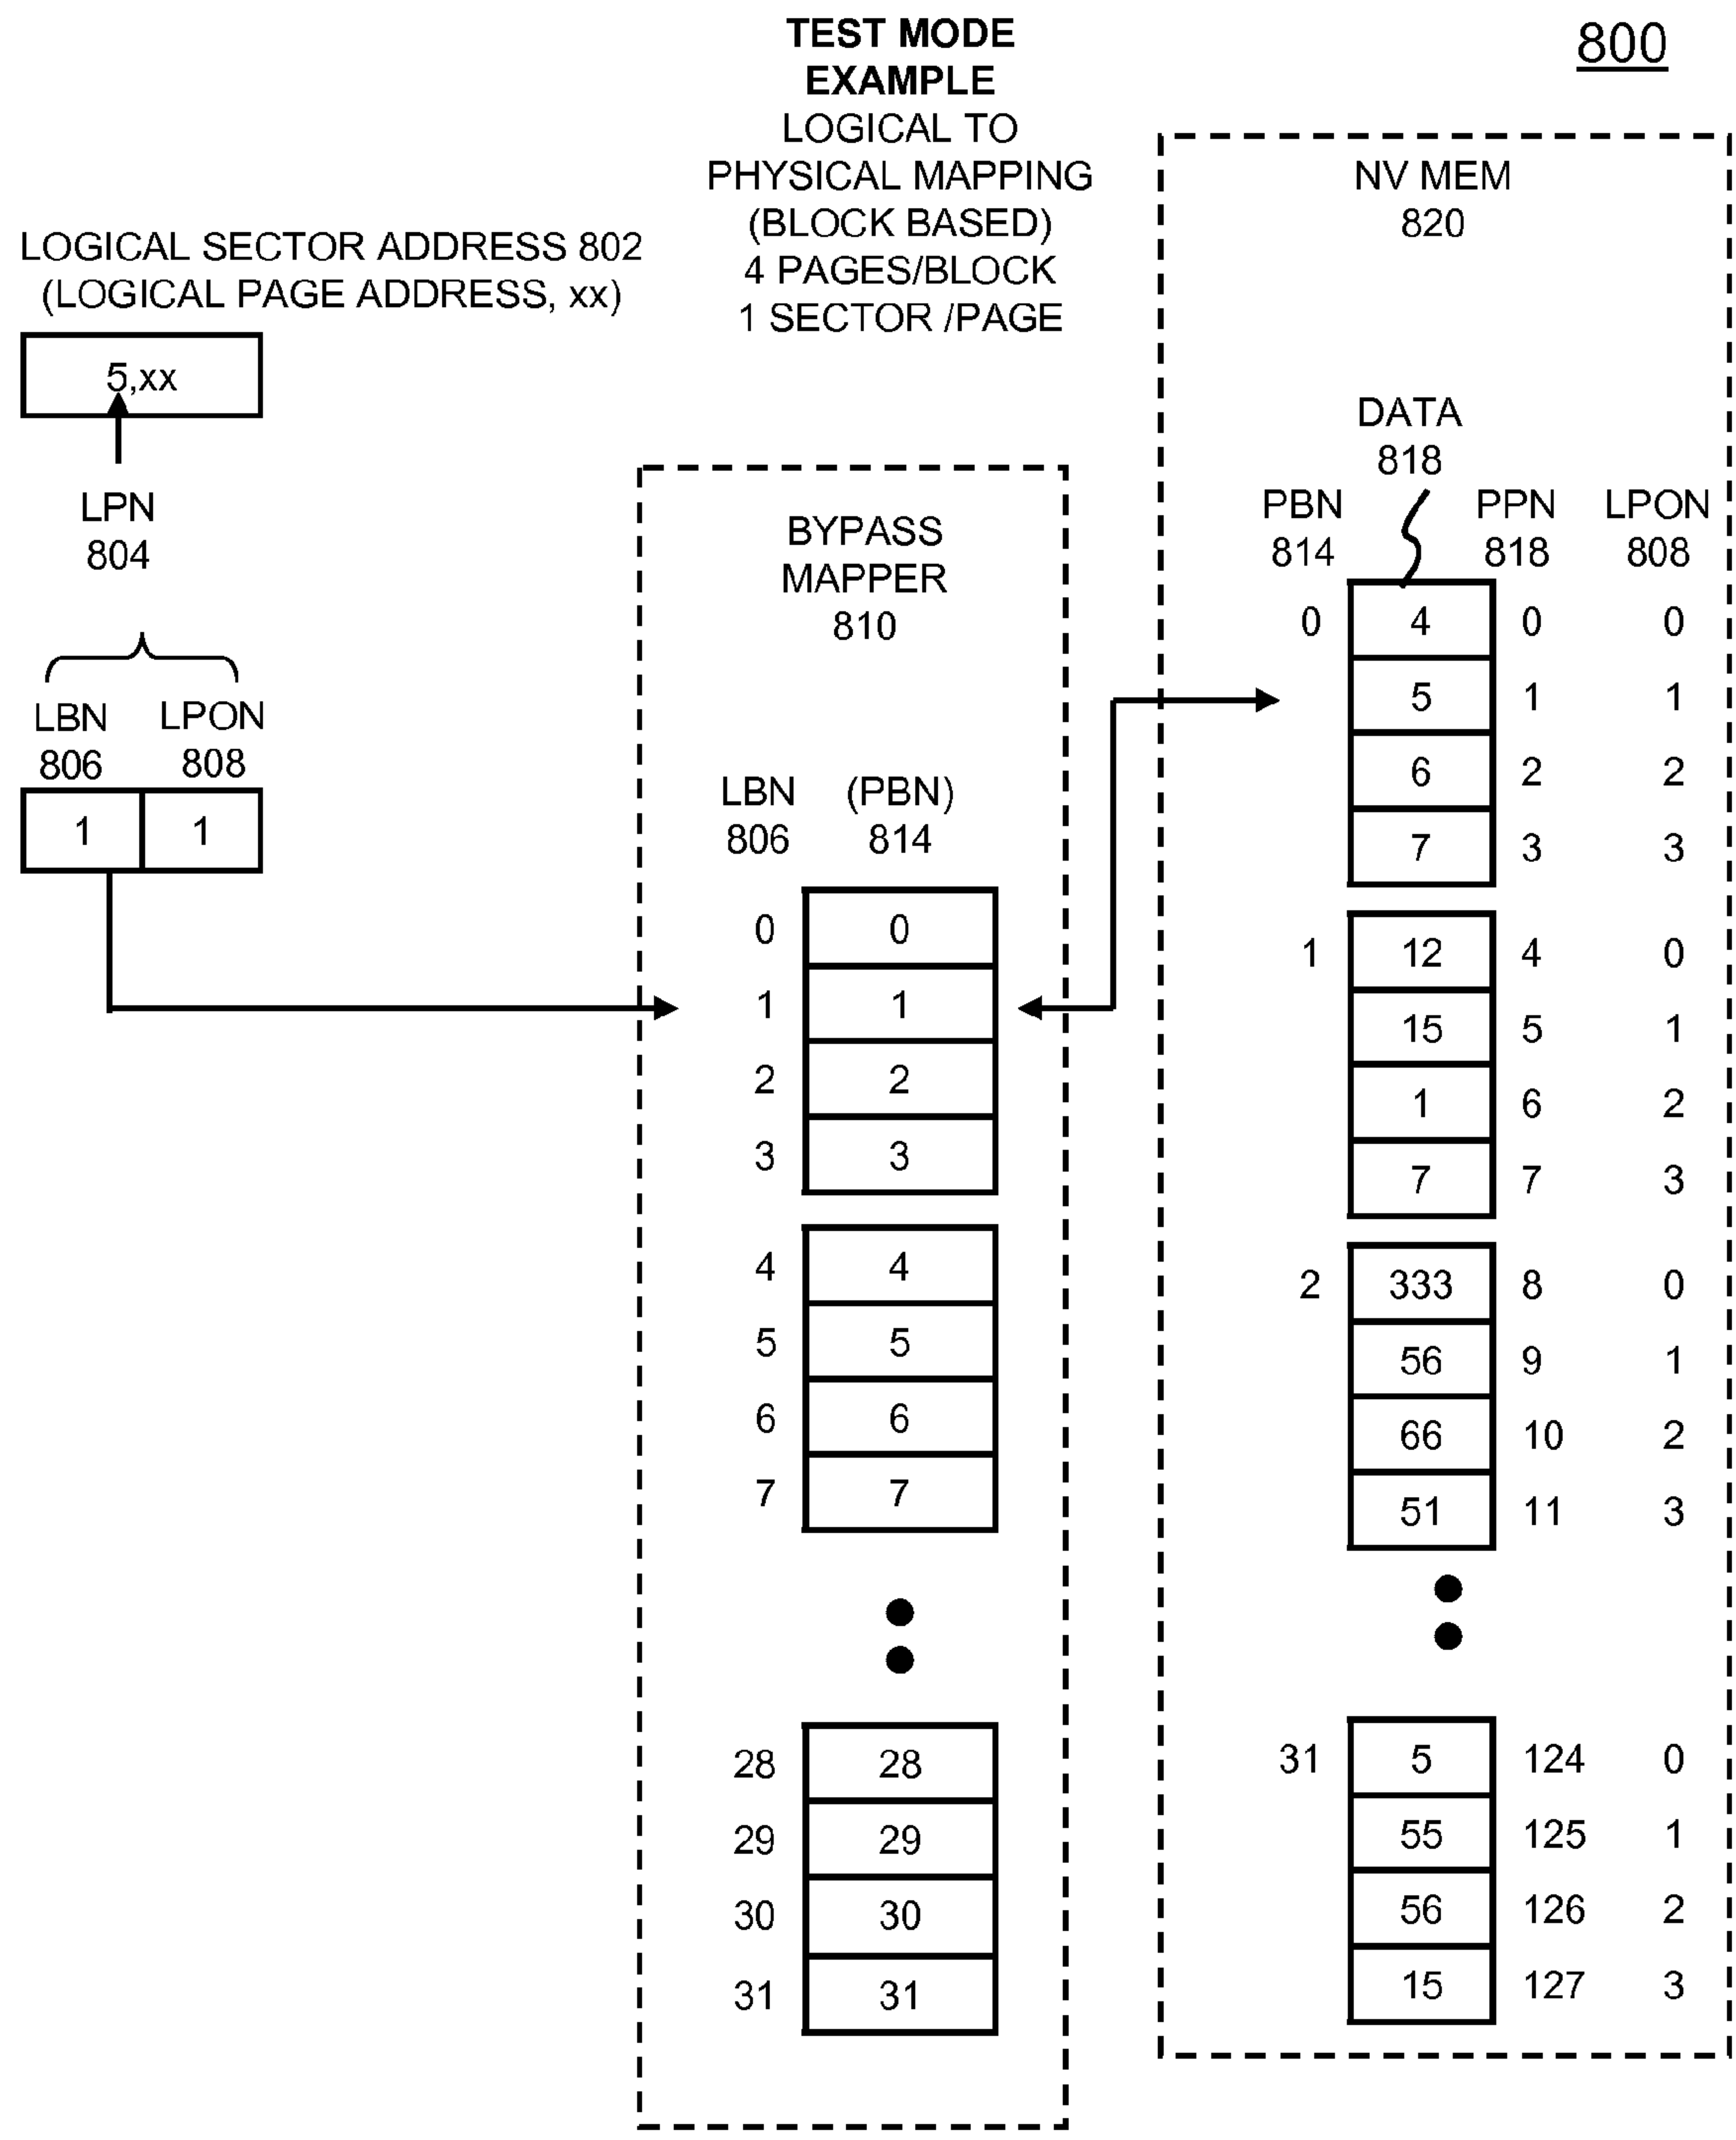 TEST MODE
EXAMPLE
LOGICAL TO
PHYSICAL MAPPING
(BLOCK BASED)
4 PAGES/BLOCK
1 SECTOR /PAGE
800
LOGICAL SECTOR ADDRESS 802
(LOGICAL PAGE ADDRESS, xx)
5,xx
LPN
804
LBN LPON
806 808
1 1
BYPASS
MAPPER
810
LBN (PBN)
806 814
0 0
1 1
2 2
3 3
4 4
5 5
6 6
7 7
28 28
29 29
30 30
31 31
NV MEM
820
DATA
818
PBN PPN LPON
814 818 808
0 4 0 0
5 1 1
6 2 2
7 3 3
1 12 4 0
15 5 1
1 6 2
7 7 3
2 333 8 0
56 9 1
66 10 2
51 11 3
31 5 124 0
55 125 1
56 126 2
15 127 3